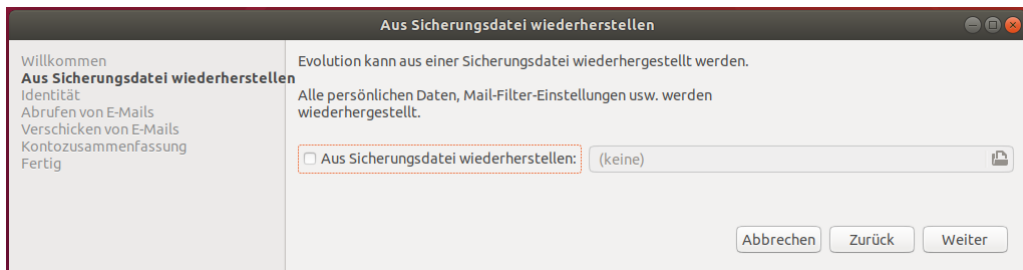 Aus Sicherungsdatei wiederherstellen
Willkommen
Aus Sicherungsdatei wiederherstellen
Identität
Abrufen von E-Mails
Verschicken von E-Mails
Kontozusammenfassung
Fertig
Evolution kann aus einer Sicherungsdatei wiederhergestellt werden.
Alle persönlichen Daten, Mail-Filter-Einstellungen usw. werden
wiederhergestellt.
Aus Sicherungsdatei wiederherstellen: (keine)
Abbrechen Zurück Weiter